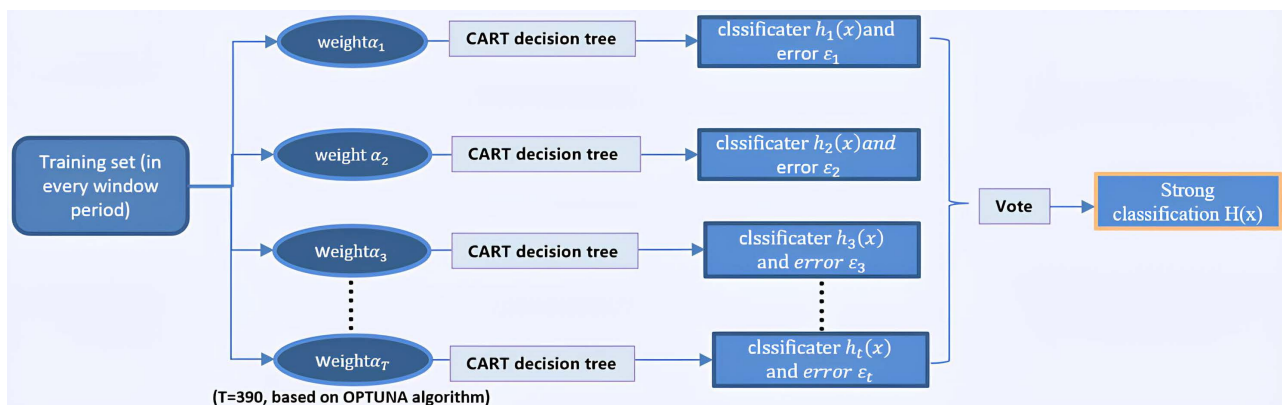 Training set (in
every window
period)
weightα₁
CART decision tree
clssificater h₁(x)and
error ε₁
weight α₂
CART decision tree
clssificater h₂(x)and
error ε₂
Weightα₃
CART decision tree
clssificater h₃(x)
and error ε₃
WeightαT
CART decision tree
clssificater hₜ(x)
and error εₜ
(T=390, based on OPTUNA algorithm)
Vote
Strong
classification H(x)